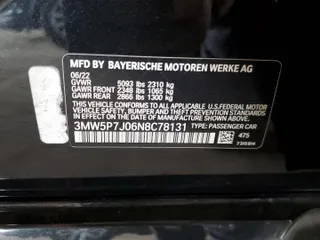 MFD BY BAYERISCHE MOTOREN WERKE AG
06/22
GVWR 5093 lbs 2310 kg
GAWR FRONT 2348 lbs 1065 kg
GAWR REAR 2866 lbs 1300 kg
THIS VEHICLE CONFORMS TO ALL APPLICABLE U.S.FEDERAL MOTOR
VEHICLE SAFETY, BUMPER, AND THEFT PREVENTION STANDARDS IN
EFFECT ON THE DATE OF MANUFACTURE SHOWN ABOVE.
3MW5P7J06N8C78131 TYPE: PASSENGER CAR
475